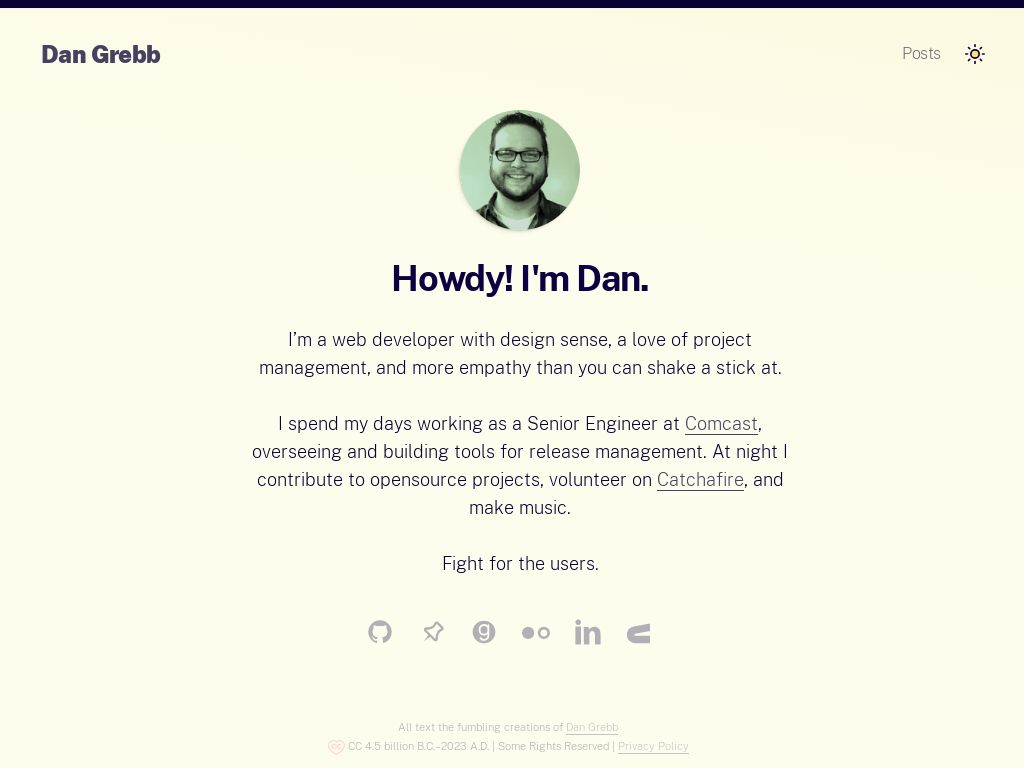 Dan Grebb
Posts
Howdy! I'm Dan.
I’m a web developer with design sense, a love of project
management, and more empathy than you can shake a stick at.
I spend my days working as a Senior Engineer at Comcast,
overseeing and building tools for release management. At night I
contribute to opensource projects, volunteer on Catchafire, and
make music.
Fight for the users.
All text the fumbling creations of Dan Grebb
CC 4.5 billion B.C.–2023 A.D. | Some Rights Reserved | Privacy Policy